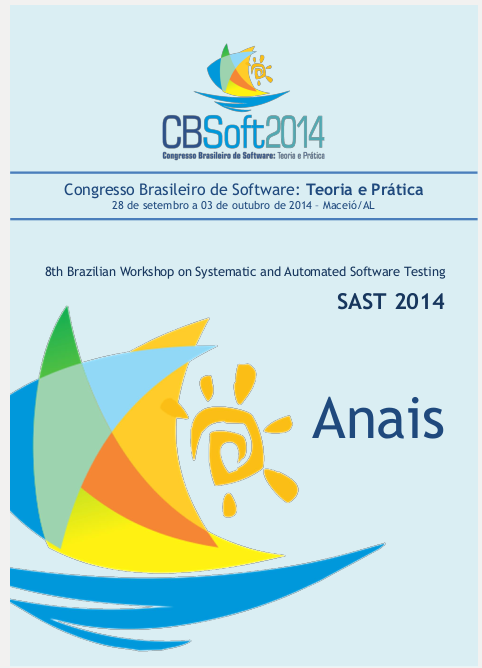 CBSoft2014
Congresso Brasileiro de Software: Teoria e Prática
Congresso Brasileiro de Software: Teoria e Prática
28 de setembro a 03 de outubro de 2014 – Maceió/AL
8th Brazilian Workshop on Systematic and Automated Software Testing
SAST 2014
Anais